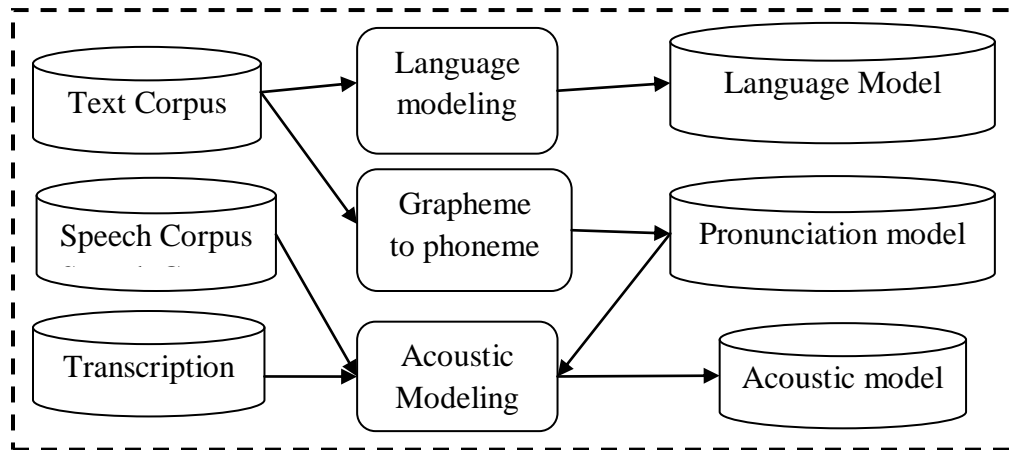 Text Corpus
Language
modeling
Language Model
Speech Corpus
Grapheme
to phoneme
Pronunciation model
Transcription
Acoustic
Modeling
Acoustic model